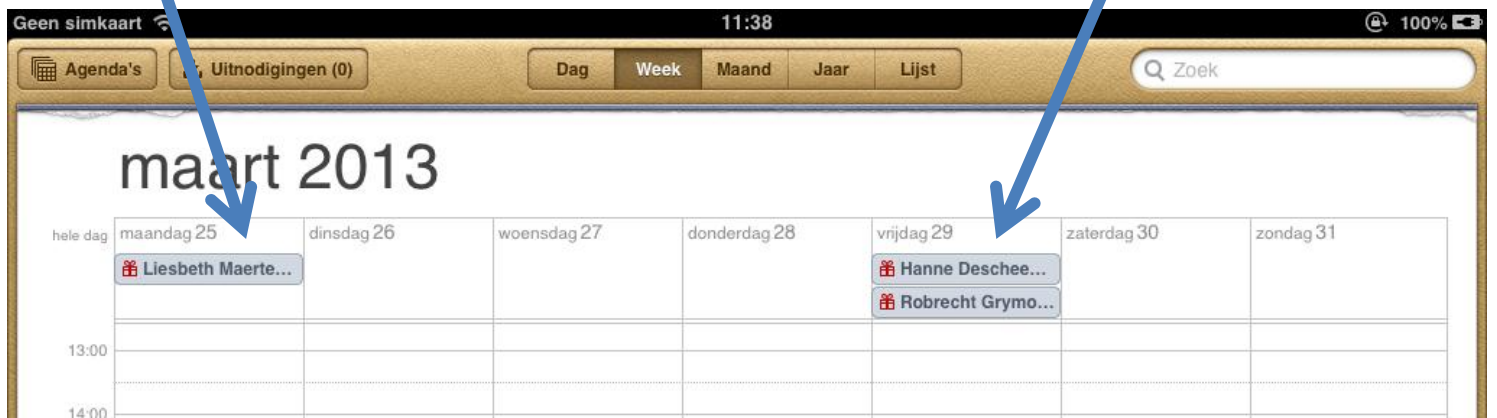 Geen simkaart 11:38 100%
Agenda's Uitnodigingen (0) Dag Week Maand Jaar Lijst Zoek
maart 2013
hele dag maandag 25 dinsdag 26 woensdag 27 donderdag 28 vrijdag 29 zaterdag 30 zondag 31
Liesbeth Maerte... Hanne Deschee...
Robrecht Grymo...
13:00
14:00